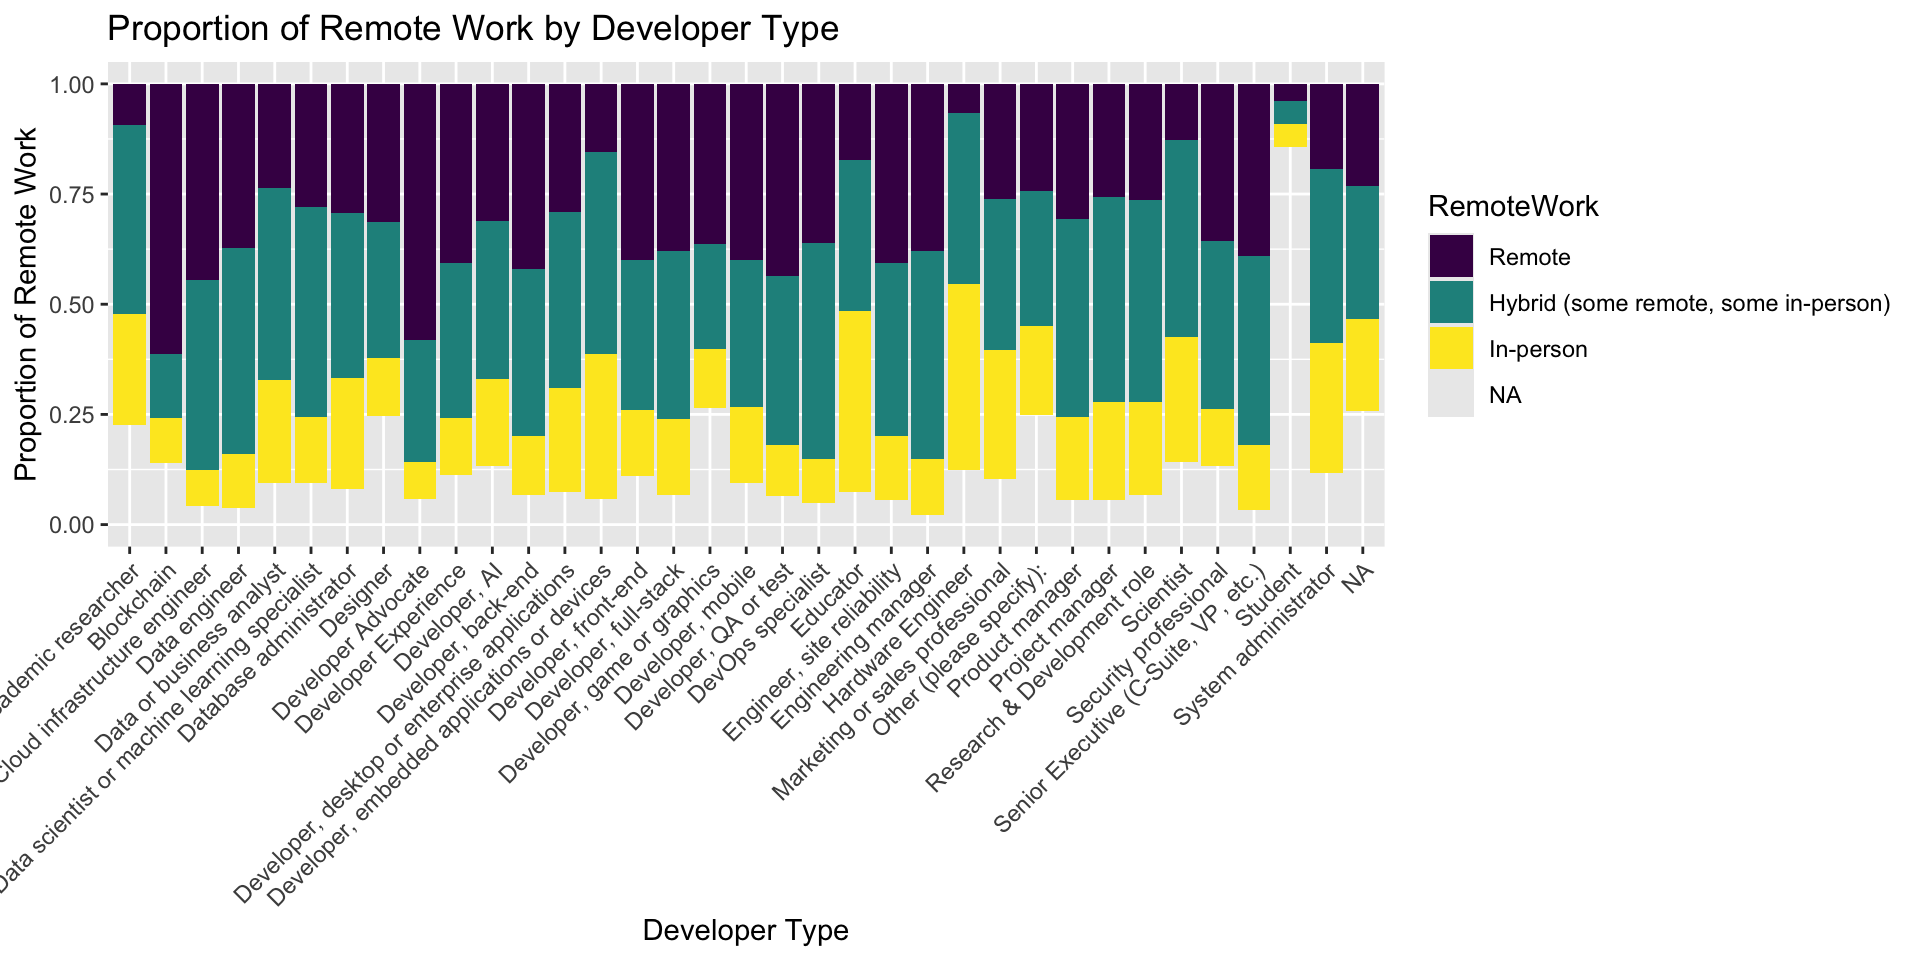 Proportion of Remote Work by Developer Type
Proportion of Remote Work
1.00
0.75
0.50
0.25
0.00
ademic researcher
Blockchain
Cloud infrastructure engineer
Data engineer
Data or business analyst
Data scientist or machine learning specialist
Database administrator
Designer
Developer Advocate
Developer Experience
Developer, AI
Developer, back-end
Developer, desktop or enterprise applications
Developer, embedded applications or devices
Developer, front-end
Developer, full-stack
Developer, game or graphics
Developer, mobile
Developer, QA or test
DevOps specialist
Educator
Engineer, site reliability
Engineering manager
Hardware Engineer
Marketing or sales professional
Other (please specify):
Product manager
Project manager
Research & Development role
Scientist
Security professional
Senior Executive (C-Suite, VP, etc.)
Student
System administrator
NA
Developer Type
RemoteWork
Remote
Hybrid (some remote, some in-person)
In-person
NA